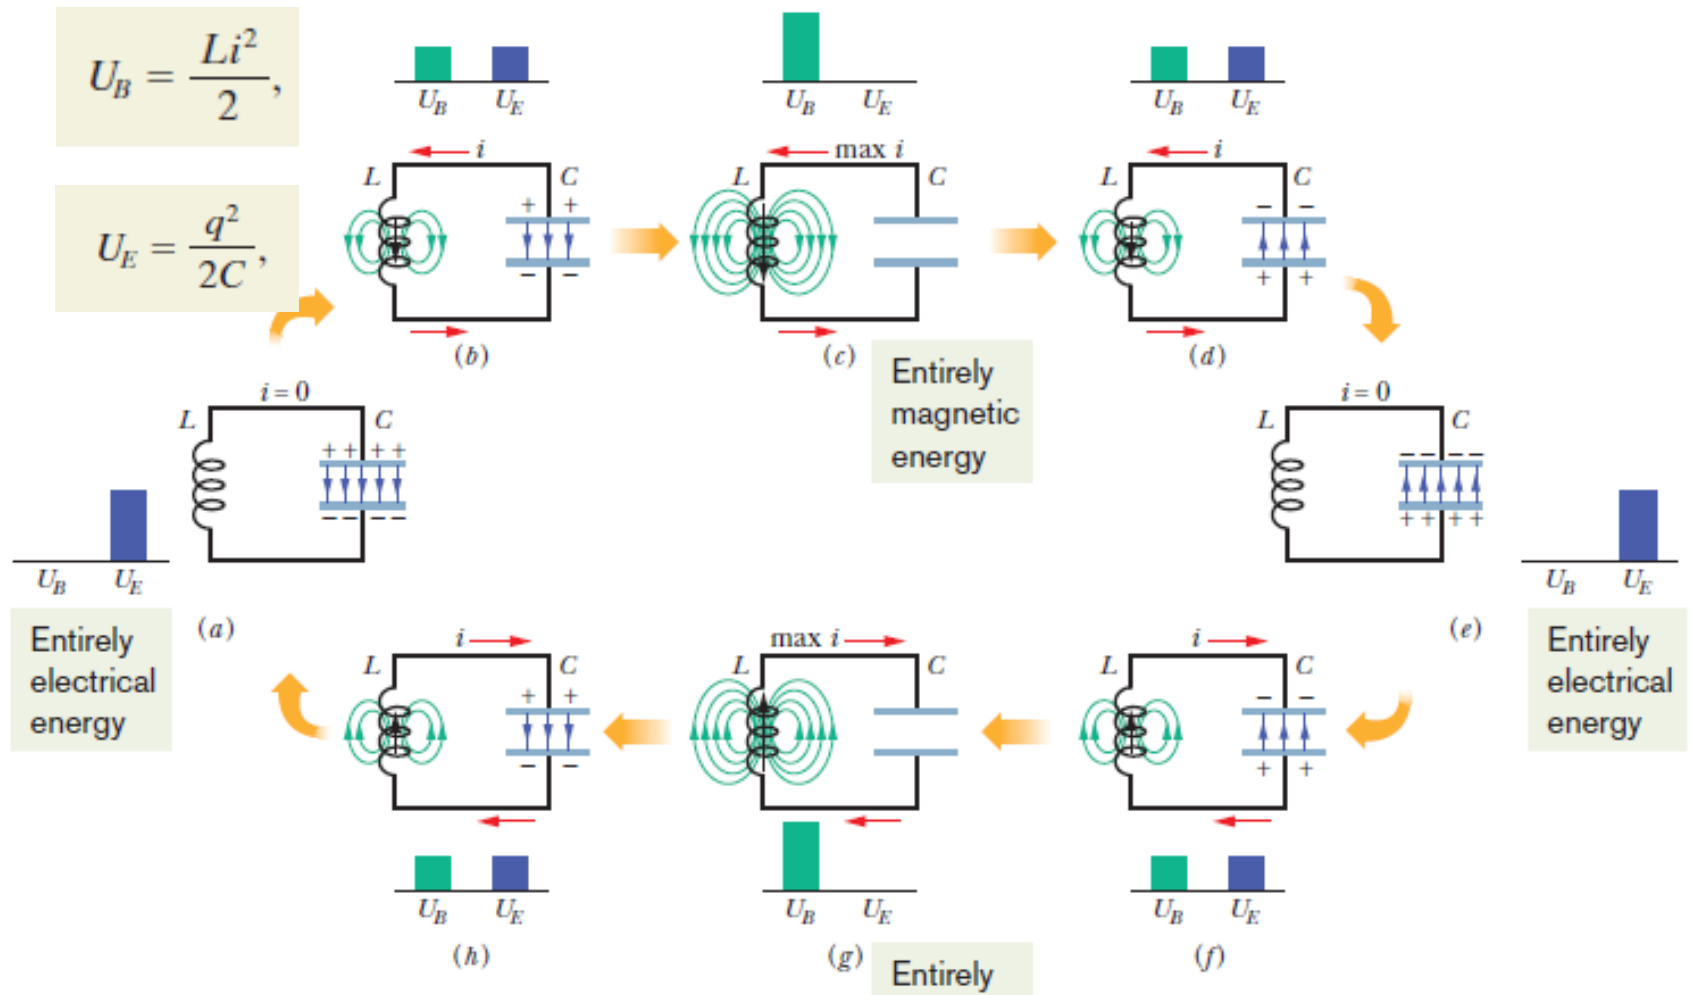 U_B = Li²/2,
U_E = q²/2C,
U_B U_E
i
L C
+ +
− −
(b)
U_B U_E
max i
L C
(c)
Entirely
magnetic
energy
U_B U_E
i
L C
− −
+ +
(d)
i = 0
L C
+ + + +
− − − −
U_B U_E
(a)
Entirely
electrical
energy
i = 0
L C
− − − −
+ + + +
U_B U_E
(e)
Entirely
electrical
energy
i
L C
+ +
− −
U_B U_E
(h)
max i
L C
U_B U_E
(g)
Entirely
i
L C
− −
+ +
U_B U_E
(f)